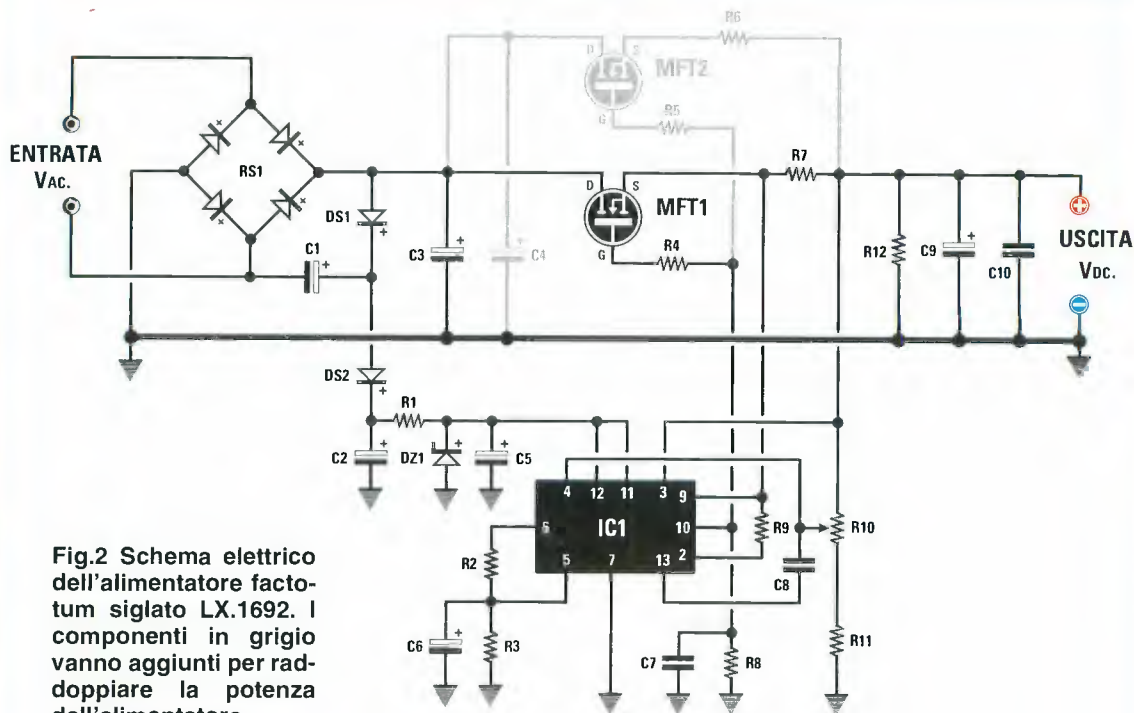 R6
D
S
MFT2
R5
G
ENTRATA
VAC.
RS1
DS1
C1
+
C3
+
C4
D
S
MFT1
R4
G
R7
R12
C9
+
C10
+
USCITA
VDC.
−
DS2
+
R1
C2
+
DZ1
+
C5
+
4
12
11
3
9
6
IC1
10
5
7
13
2
R9
R10
C8
R2
C6
+
R3
C7
R8
R11
Fig.2 Schema elettrico
dell'alimentatore facto-
tum siglato LX.1692. I
componenti in grigio
vanno aggiunti per rad-
doppiare la potenza